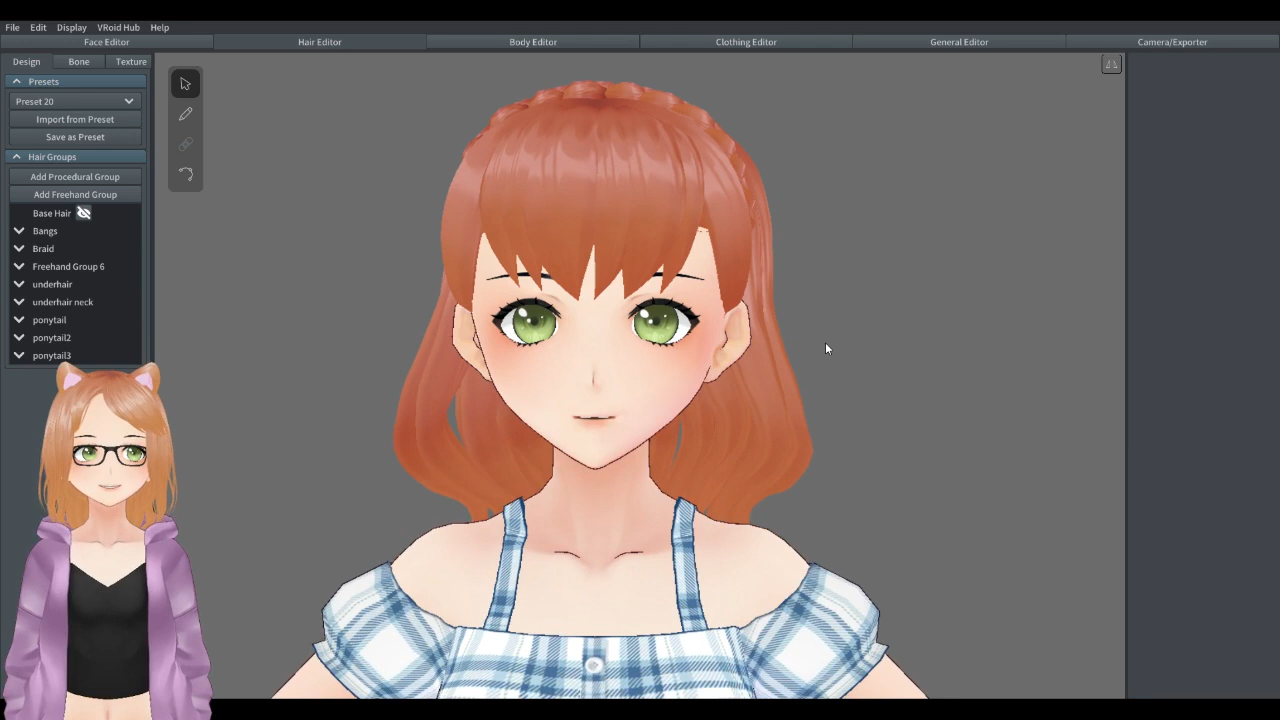 File Edit Display VRoid Hub Help
Face Editor Hair Editor Body Editor Clothing Editor General Editor Camera/Exporter
Design Bone Texture
Presets
Preset 20
Import from Preset
Save as Preset
Hair Groups
Add Procedural Group
Add Freehand Group
Base Hair
Bangs
Braid
Freehand Group 6
underhair
underhair neck
ponytail
ponytail2
ponytail3